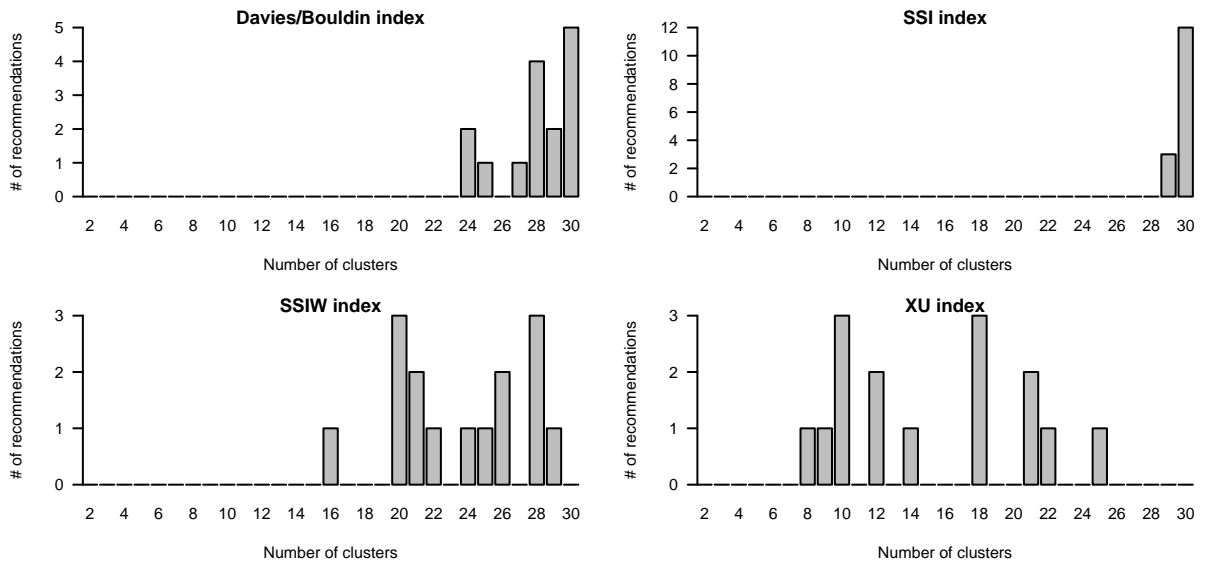 Davies/Bouldin index
# of recommendations
5
4
3
2
1
0
2 4 6 8 10 12 14 16 18 20 22 24 26 28 30
Number of clusters
SSI index
# of recommendations
12
10
8
6
4
2
0
2 4 6 8 10 12 14 16 18 20 22 24 26 28 30
Number of clusters
SSIW index
# of recommendations
3
2
1
0
2 4 6 8 10 12 14 16 18 20 22 24 26 28 30
Number of clusters
XU index
# of recommendations
3
2
1
0
2 4 6 8 10 12 14 16 18 20 22 24 26 28 30
Number of clusters